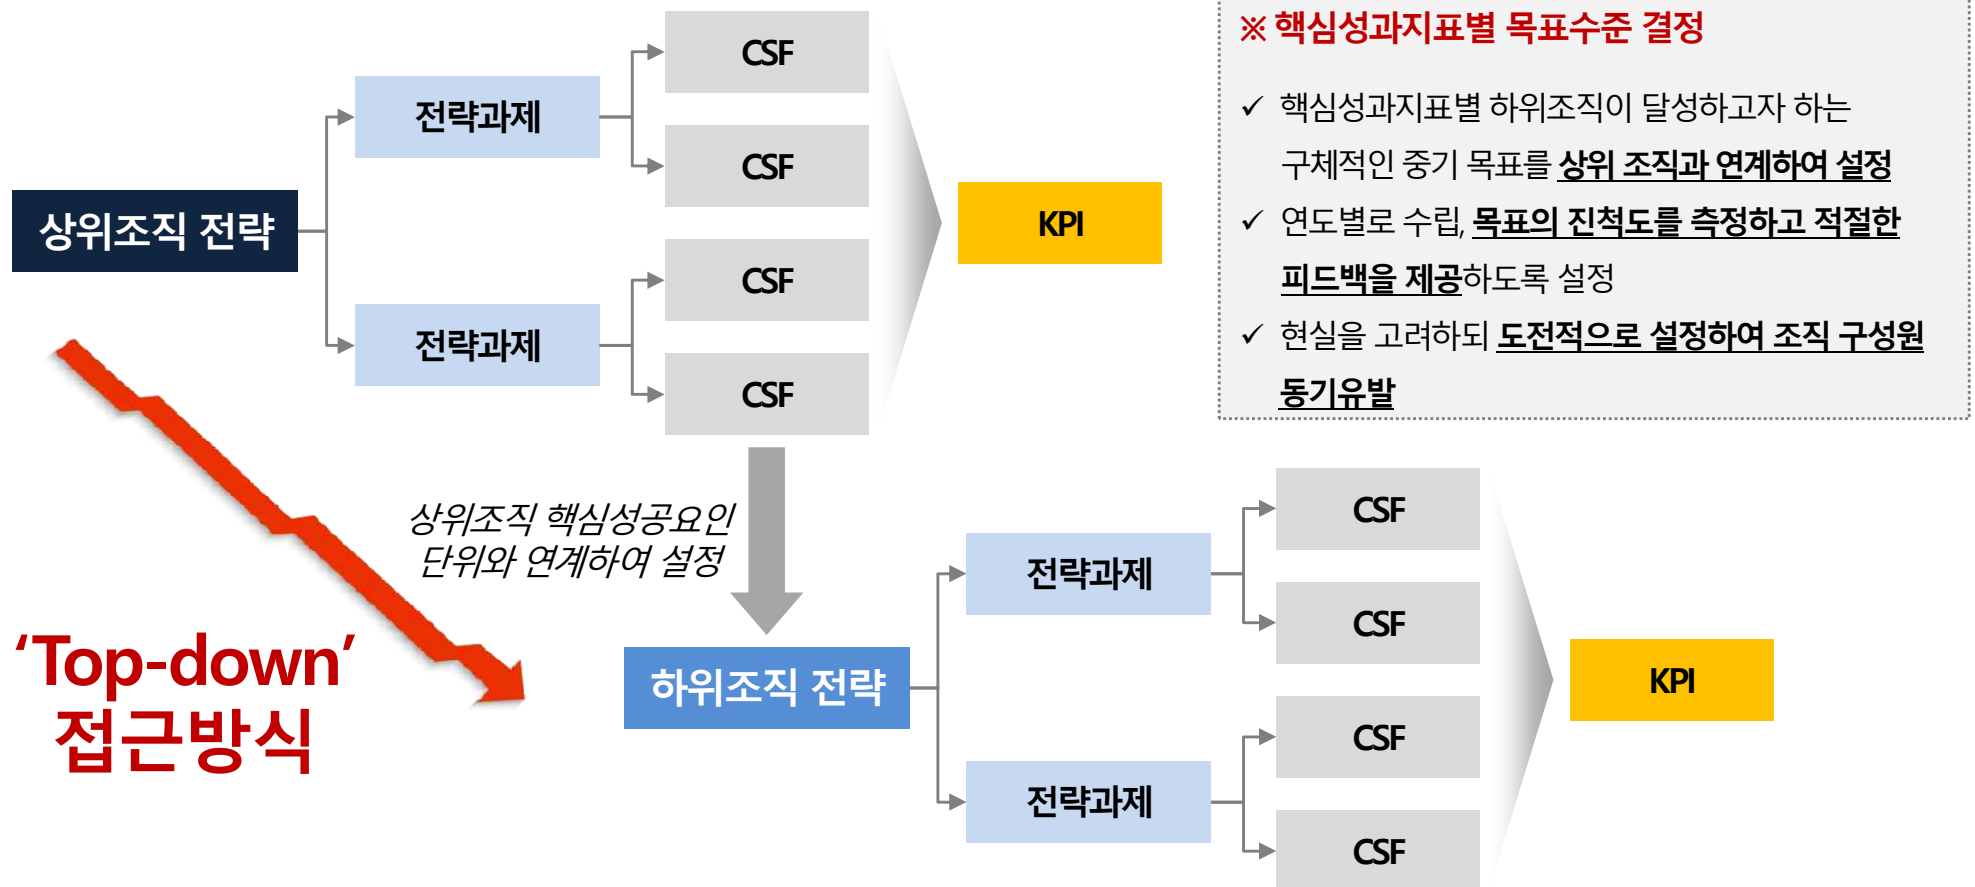 상위조직 전략
전략과제
전략과제
CSF
CSF
CSF
CSF
KPI
※ 핵심성과지표별 목표수준 결정
✓ 핵심성과지표별 하위조직이 달성하고자 하는
구체적인 중기 목표를 상위 조직과 연계하여 설정
✓ 연도별로 수립, 목표의 진척도를 측정하고 적절한
피드백을 제공하도록 설정
✓ 현실을 고려하되 도전적으로 설정하여 조직 구성원
동기유발
상위조직 핵심성공요인
단위와 연계하여 설정
‘Top-down’
접근방식
하위조직 전략
전략과제
전략과제
CSF
CSF
CSF
CSF
KPI